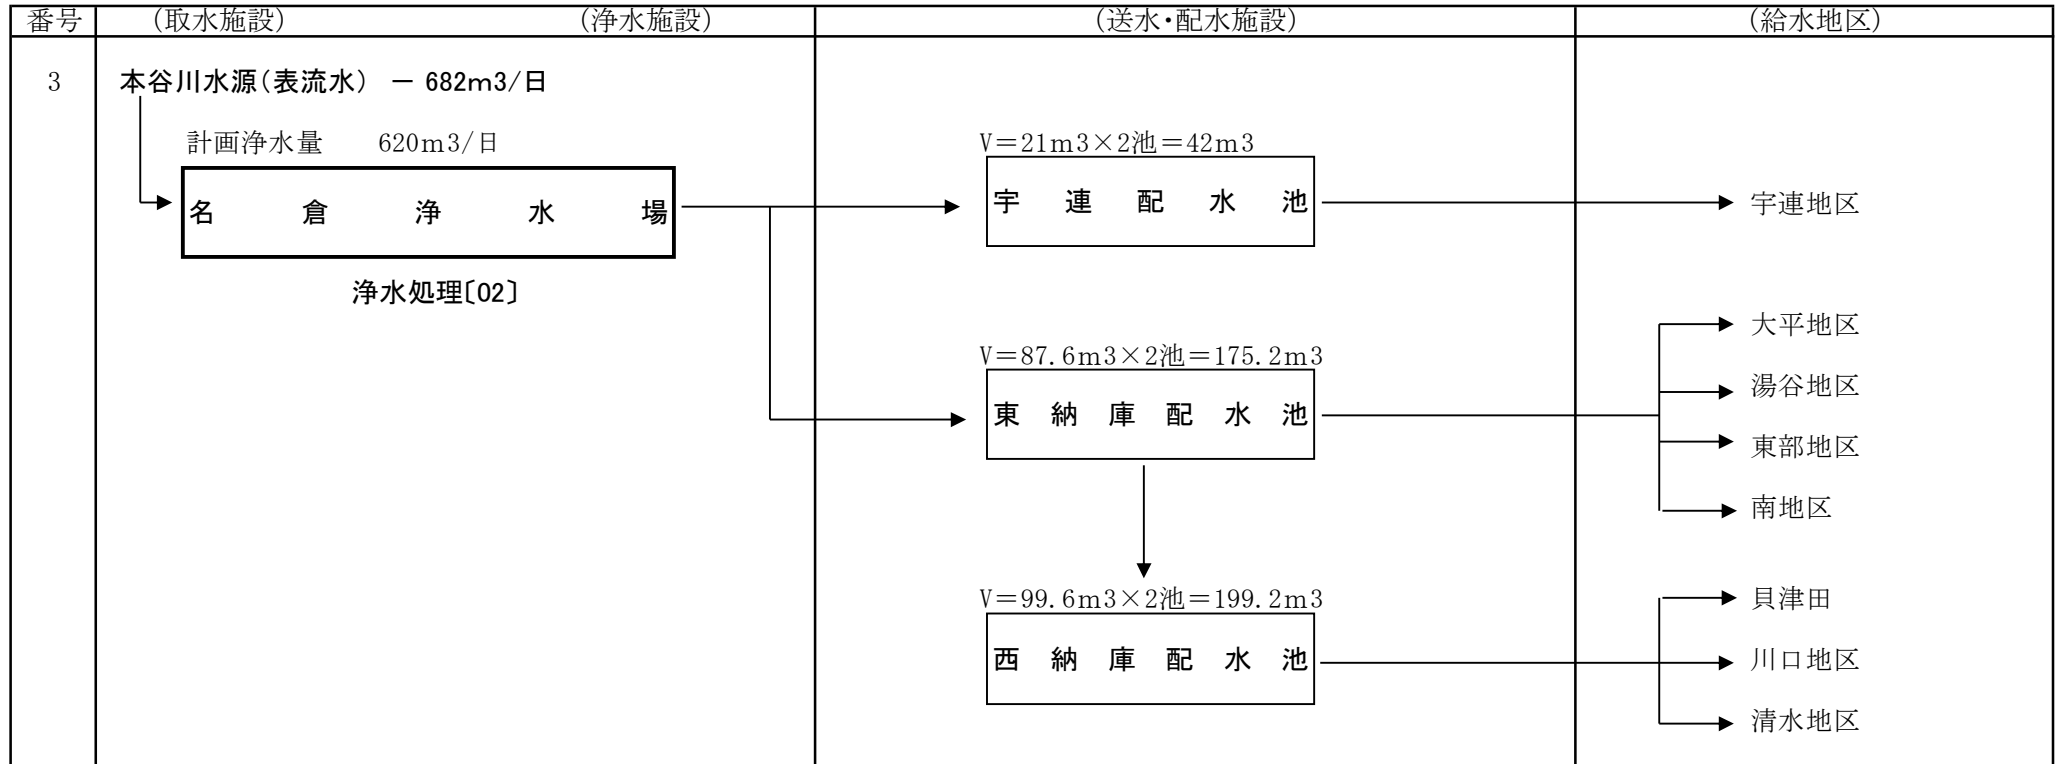 番号 (取水施設) (浄水施設) (送水・配水施設) (給水地区)
3 本谷川水源(表流水) － 682m3/日
計画浄水量 620m3/日
V＝21m3×2池＝42m3
名倉浄水場
宇連配水池
宇連地区
浄水処理〔02〕
大平地区
V＝87.6m3×2池＝175.2m3
湯谷地区
東納庫配水池
東部地区
南地区
V＝99.6m3×2池＝199.2m3
貝津田
西納庫配水池
川口地区
清水地区